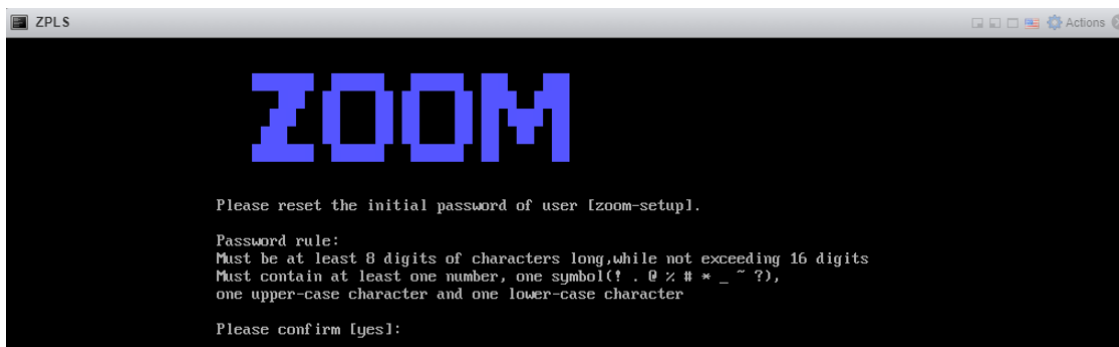 ZPLS
Actions
ZOOM
Please reset the initial password of user [zoom-setup].
Password rule:
Must be at least 8 digits of characters long,while not exceeding 16 digits
Must contain at least one number, one symbol(! . @ % # * _ ~ ?),
one upper-case character and one lower-case character
Please confirm [yes]: